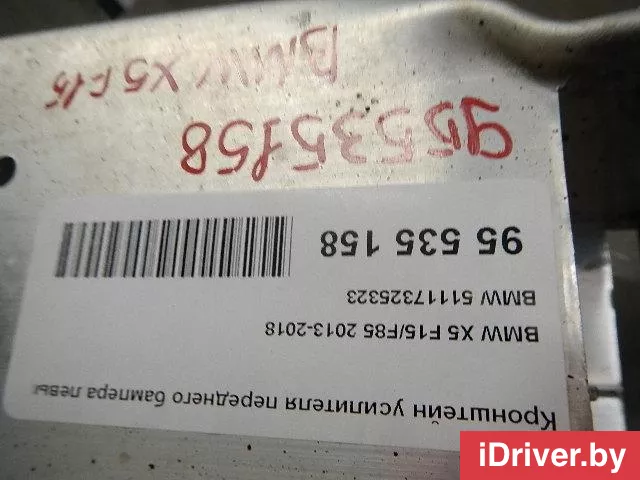 Кронштейн усилителя переднего бампера левы
BMW X5 F15/F85 2013-2018
BMW 51117325323
95 535 158
95535158
BMW X5 F15
iDriver.by